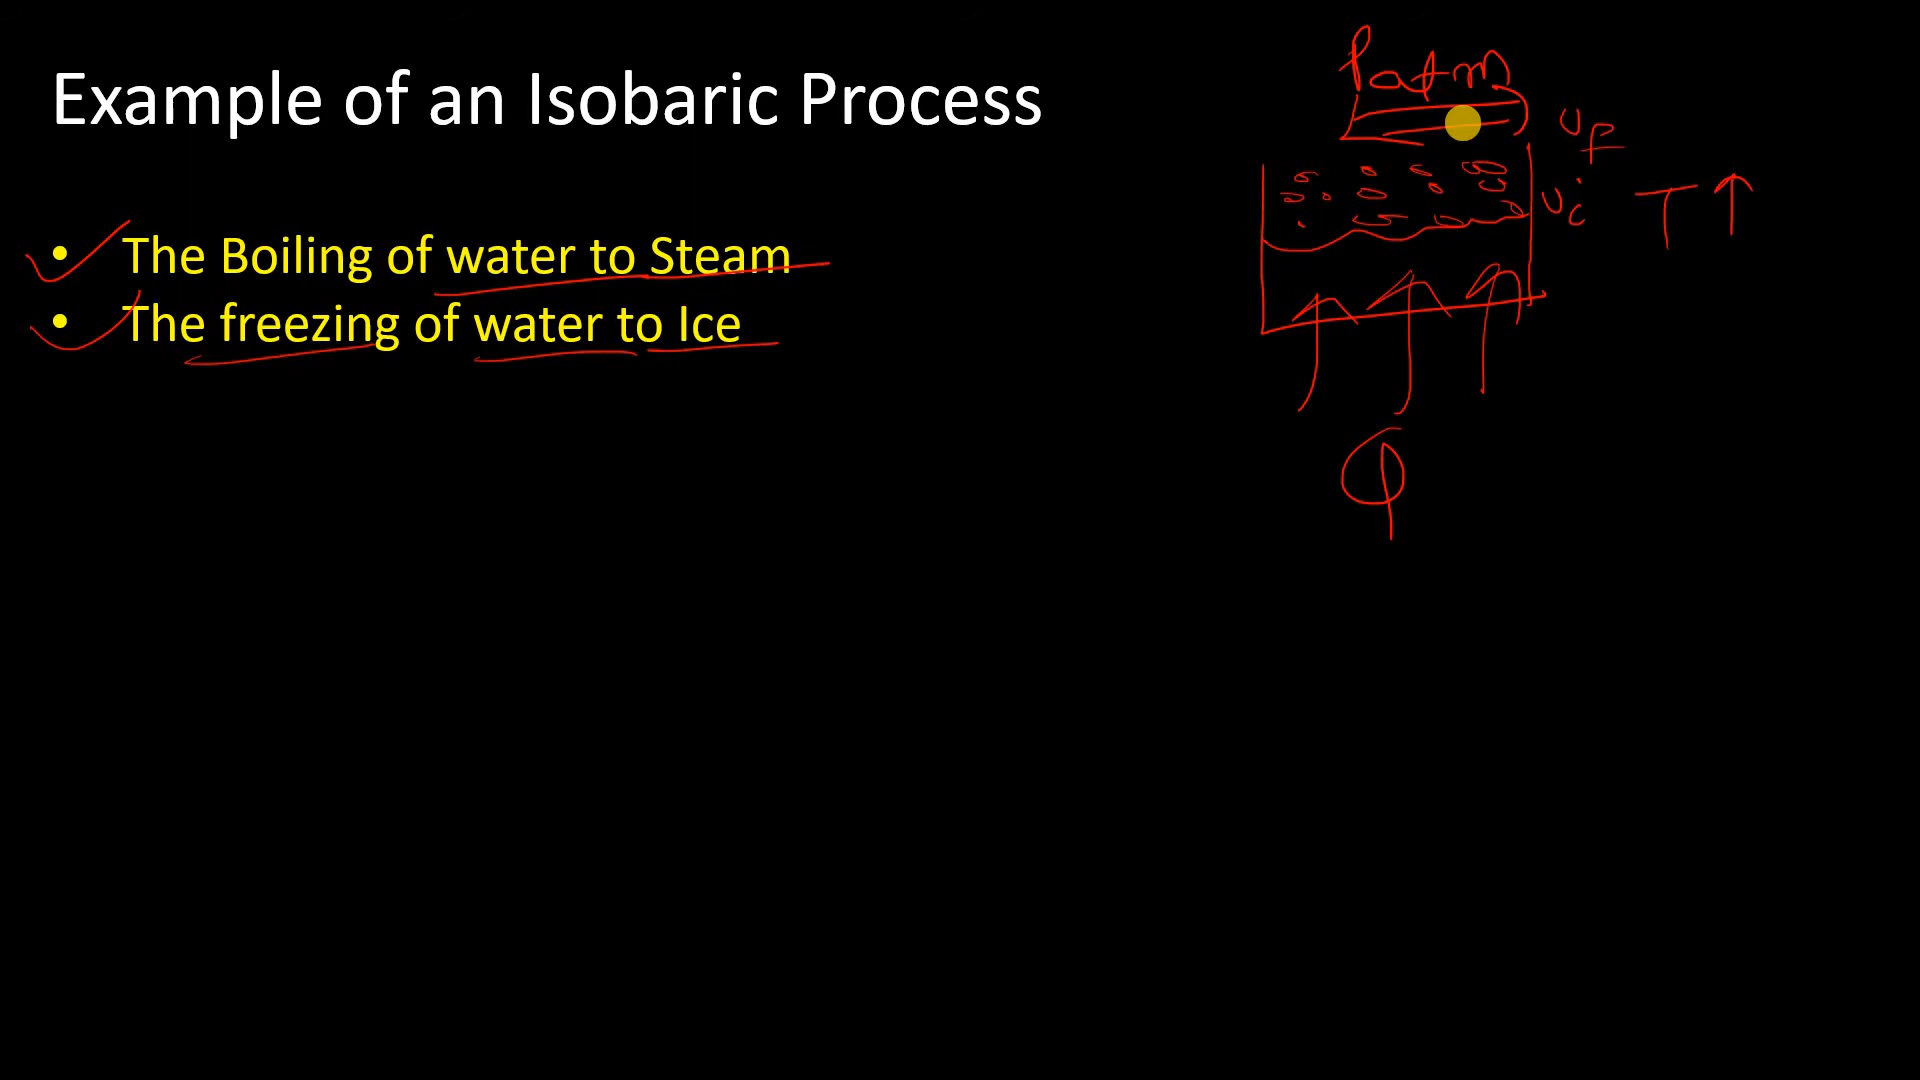 Example of an Isobaric Process
Patm
• The Boiling of water to Steam
• The freezing of water to Ice
vf
vi
T↑
Q